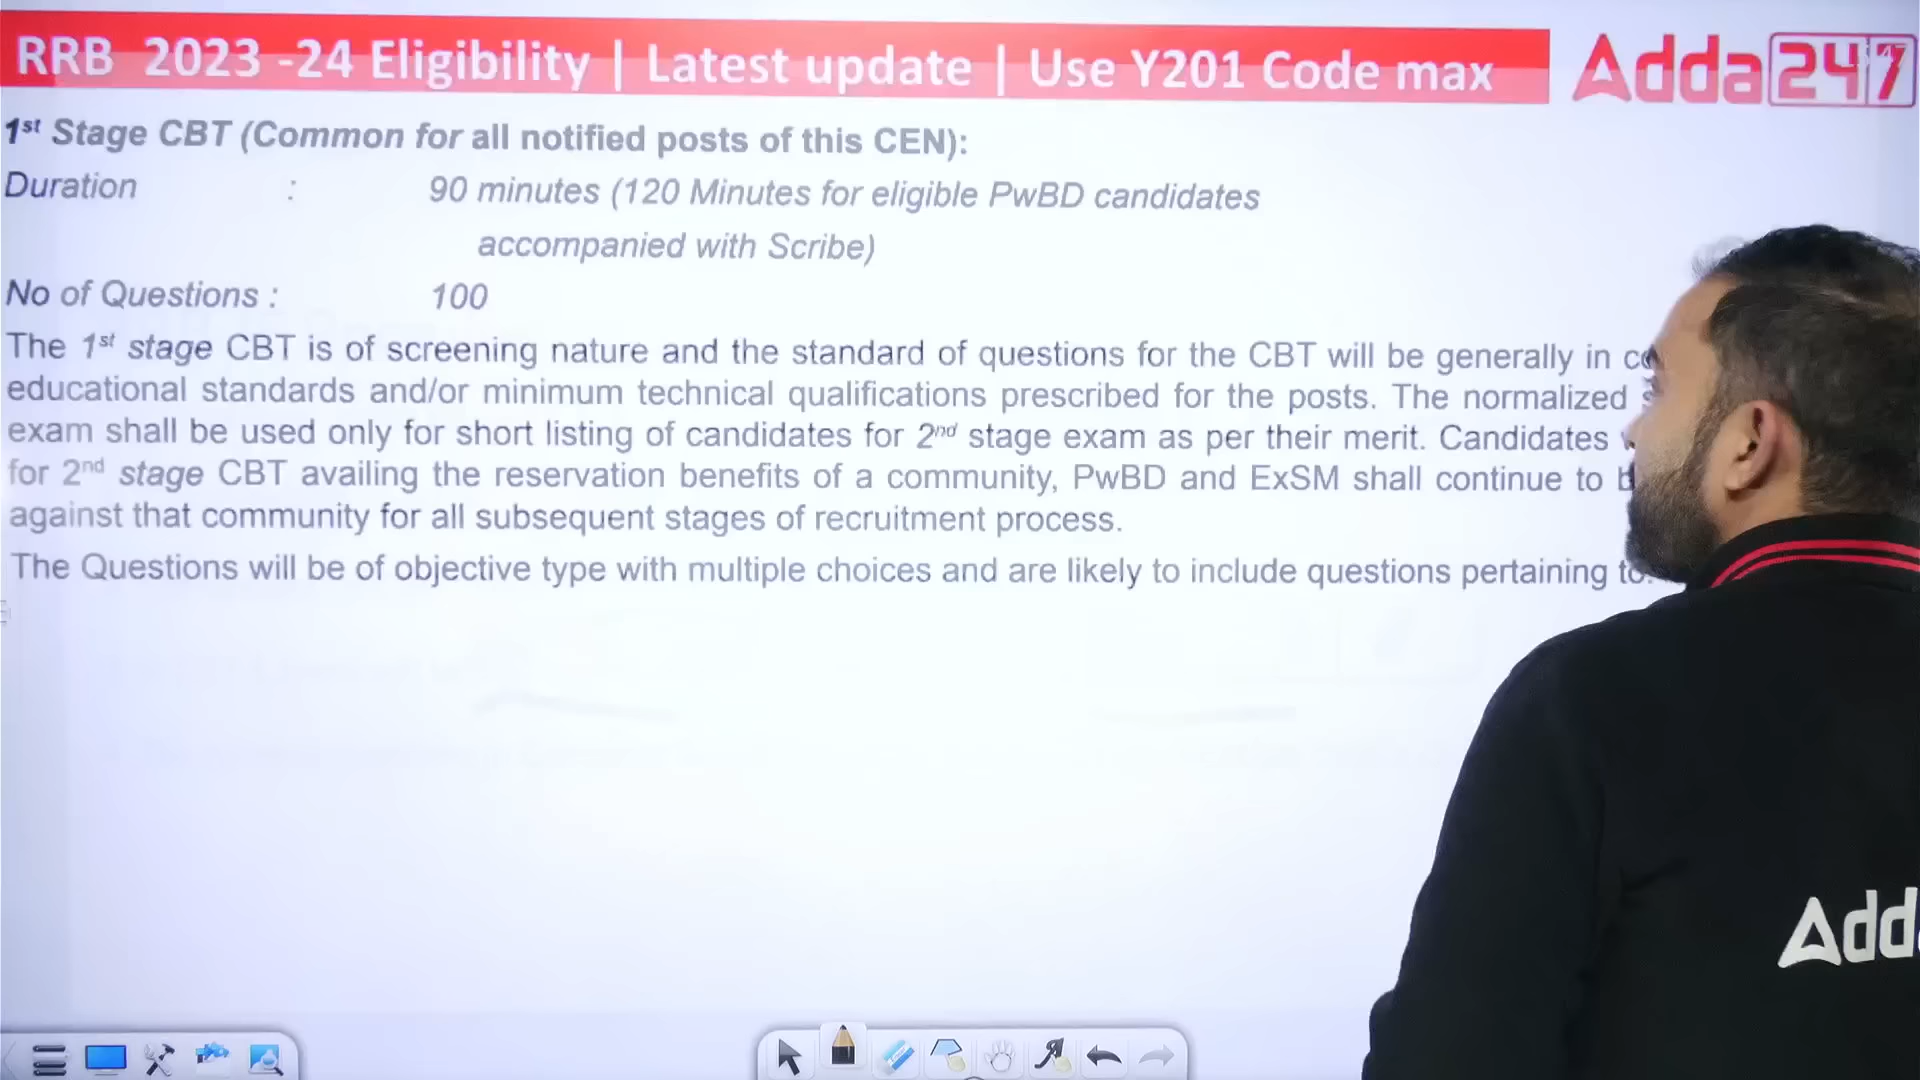 RRB 2023 -24 Eligibility | Latest update | Use Y201 Code max
Adda247
1st Stage CBT (Common for all notified posts of this CEN):
Duration : 90 minutes (120 Minutes for eligible PwBD candidates
accompanied with Scribe)
No of Questions : 100
The 1st stage CBT is of screening nature and the standard of questions for the CBT will be generally in
educational standards and/or minimum technical qualifications prescribed for the posts. The normalized
exam shall be used only for short listing of candidates for 2nd stage exam as per their merit. Candidates
for 2nd stage CBT availing the reservation benefits of a community, PwBD and ExSM shall continue to
against that community for all subsequent stages of recruitment process.
The Questions will be of objective type with multiple choices and are likely to include questions pertaining to:
Add